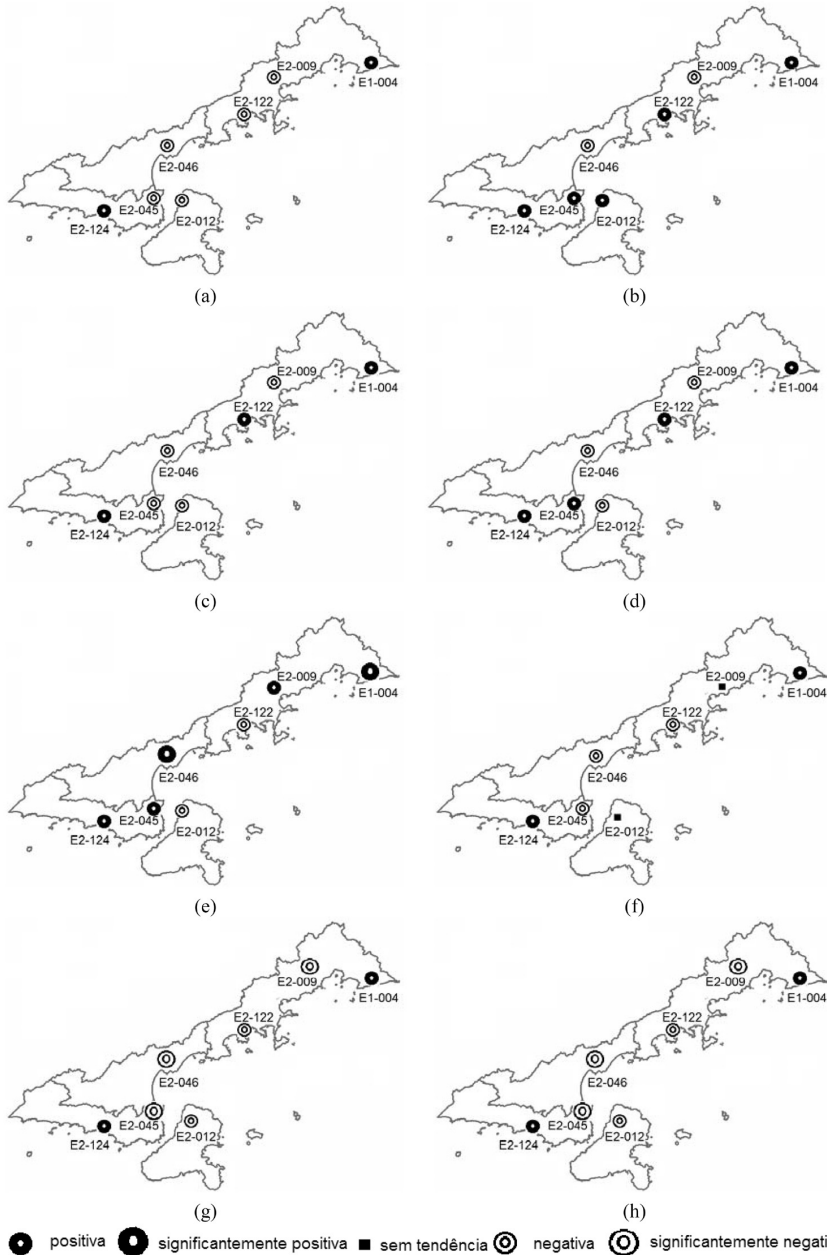 E2-009
E1-004
E2-122
E2-046
E2-045
E2-012
E2-124
(a)
E2-009
E1-004
E2-122
E2-046
E2-045
E2-012
E2-124
(b)
E2-009
E1-004
E2-122
E2-046
E2-045
E2-012
E2-124
(c)
E2-009
E1-004
E2-122
E2-046
E2-045
E2-012
E2-124
(d)
E2-009
E1-004
E2-122
E2-046
E2-045
E2-012
E2-124
(e)
E2-009
E1-004
E2-122
E2-046
E2-045
E2-012
E2-124
(f)
E2-009
E1-004
E2-122
E2-046
E2-045
E2-012
E2-124
(g)
E2-009
E1-004
E2-122
E2-046
E2-045
E2-012
E2-124
(h)
positiva significantemente positiva sem tendência negativa significantemente negati